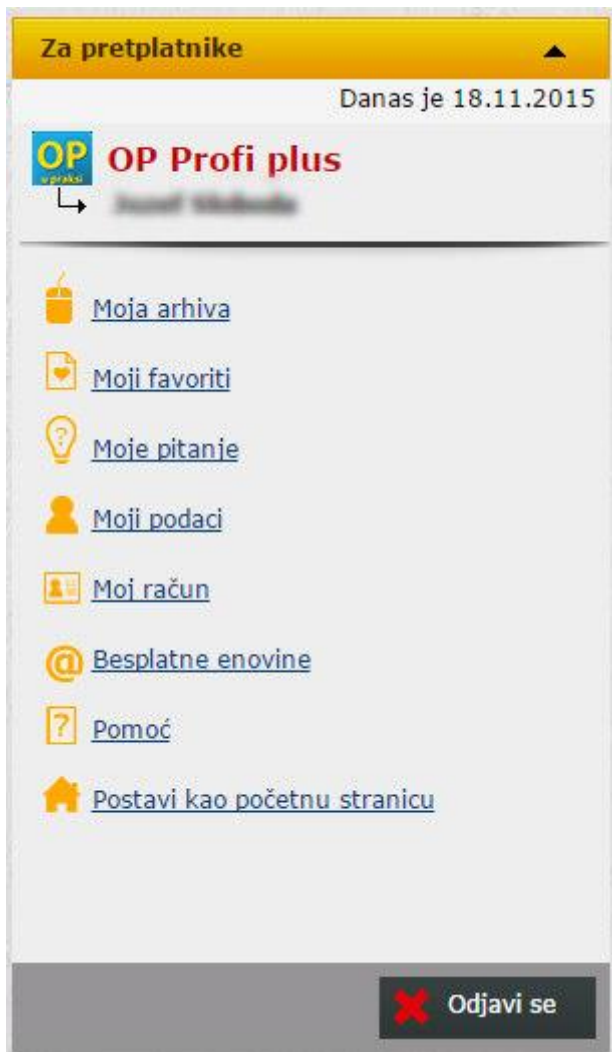 Za pretplatnike
Danas je 18.11.2015
OP
u praksi
OP Profi plus
Moja arhiva
Moji favoriti
Moje pitanje
Moji podaci
Moj račun
@ Besplatne enovine
? Pomoć
Postavi kao početnu stranicu
Odjavi se